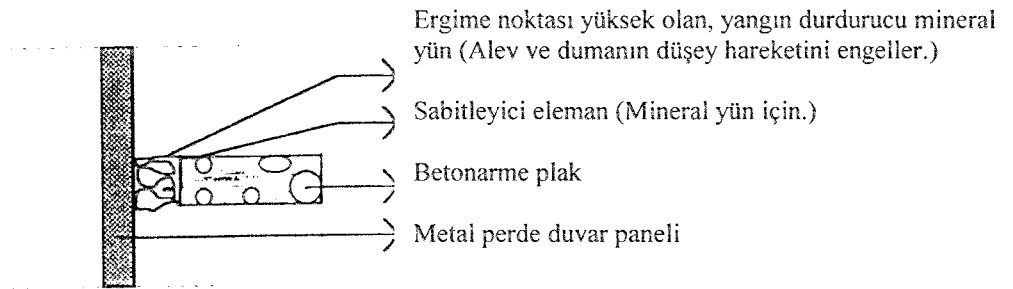 Ergime noktası yüksek olan, yangın durdurucu mineral
yün (Alev ve dumanın düşey hareketini engeller.)
Sabitleyici eleman (Mineral yün için.)
Betonarme plak
Metal perde duvar paneli